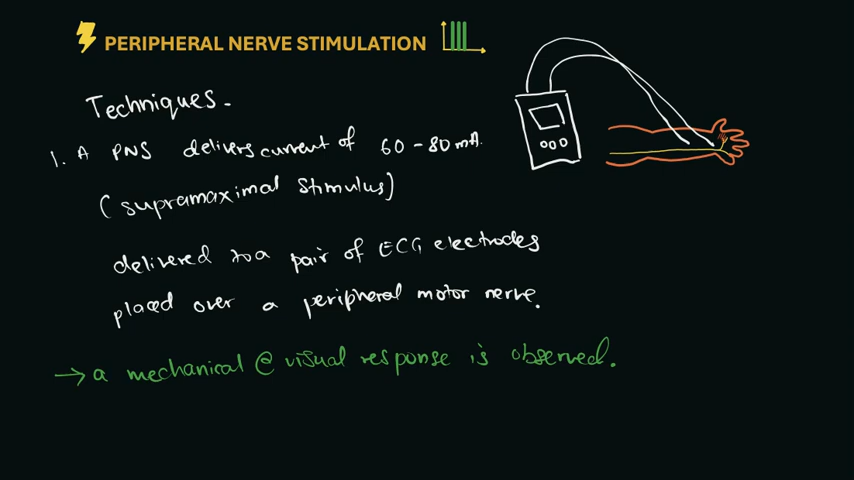 PERIPHERAL NERVE STIMULATION
Techniques -
1. A PNS delivers current of 60 - 80 mA.
(supramaximal stimulus)
delivered to a pair of ECG electrodes
placed over a peripheral motor nerve.
→ a mechanical @ visual response is observed.